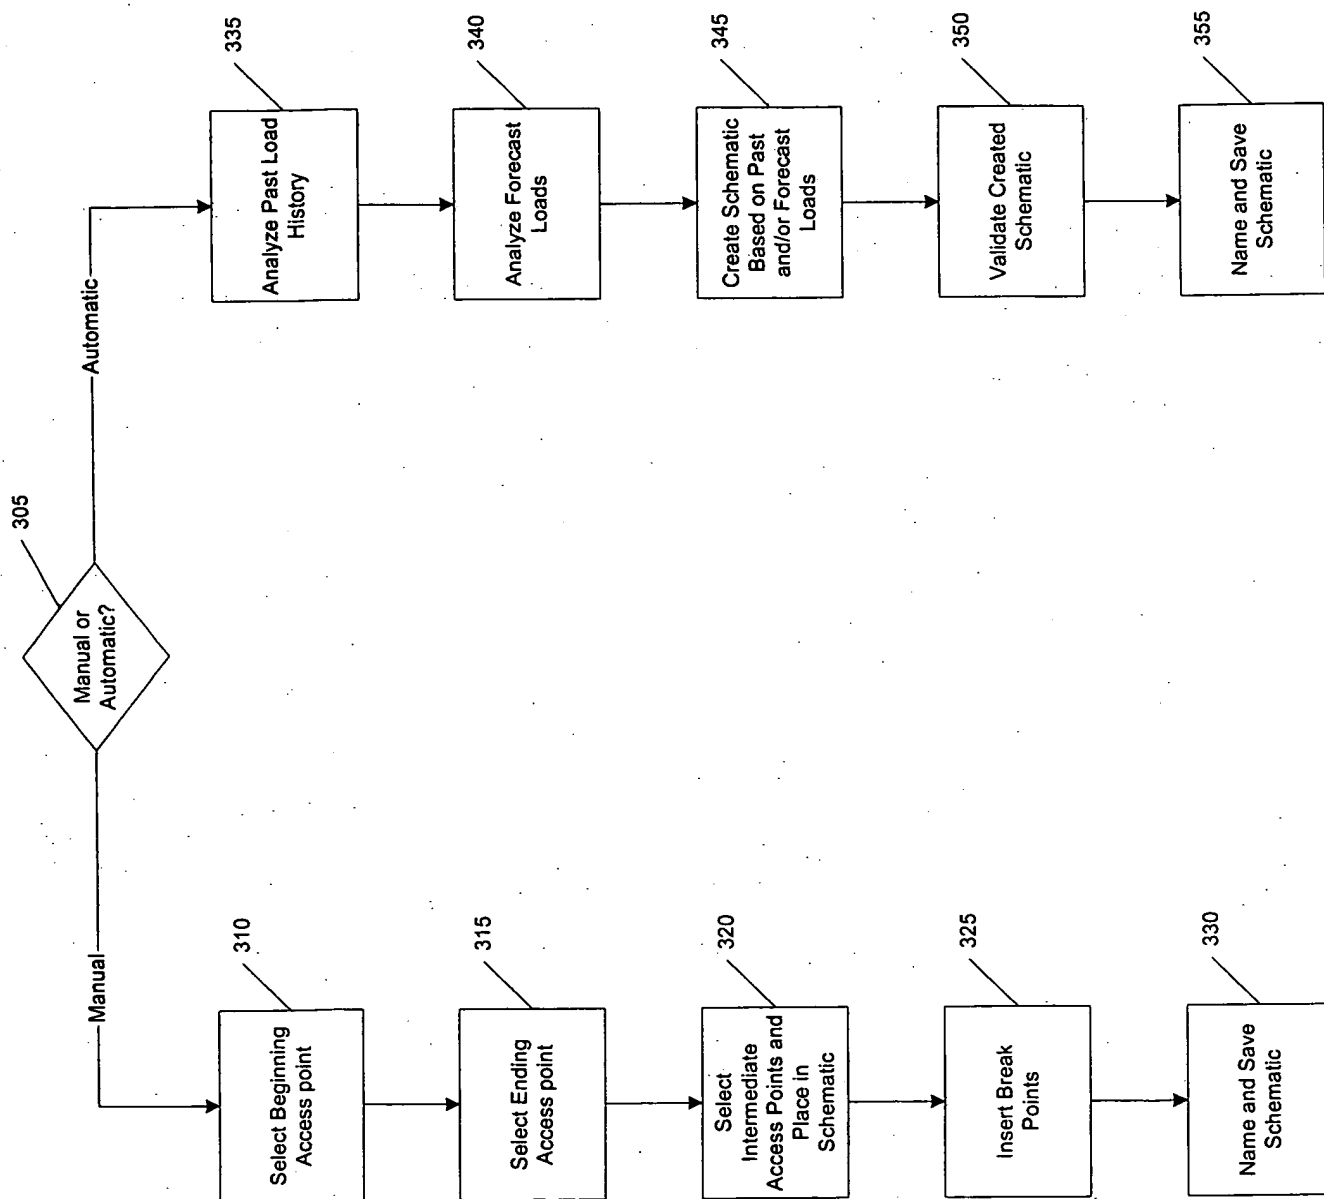 305
Manual or
Automatic?
Manual
310
Select Beginning
Access point
315
Select Ending
Access point
320
Select
Intermediate
Access Points and
Place in
Schematic
325
Insert Break
Points
330
Name and Save
Schematic
Automatic
335
Analyze Past Load
History
340
Analyze Forecast
Loads
345
Create Schematic
Based on Past
and/or Forecast
Loads
350
Validate Created
Schematic
355
Name and Save
Schematic